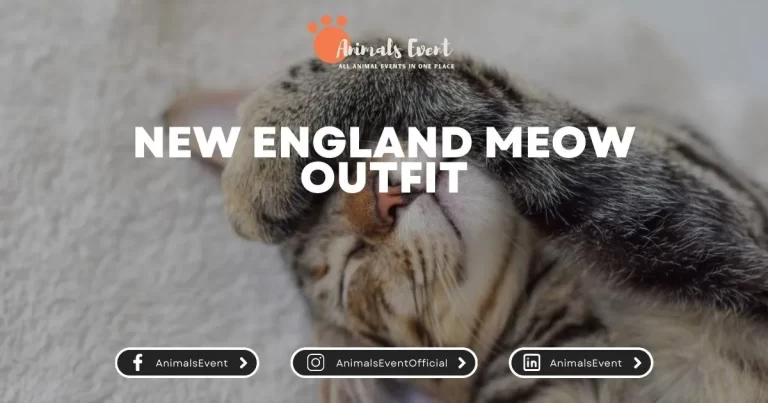 Animals Event
ALL ANIMAL EVENTS IN ONE PLACE
NEW ENGLAND MEOW
OUTFIT
AnimalsEvent
AnimalsEventOfficial
AnimalsEvent